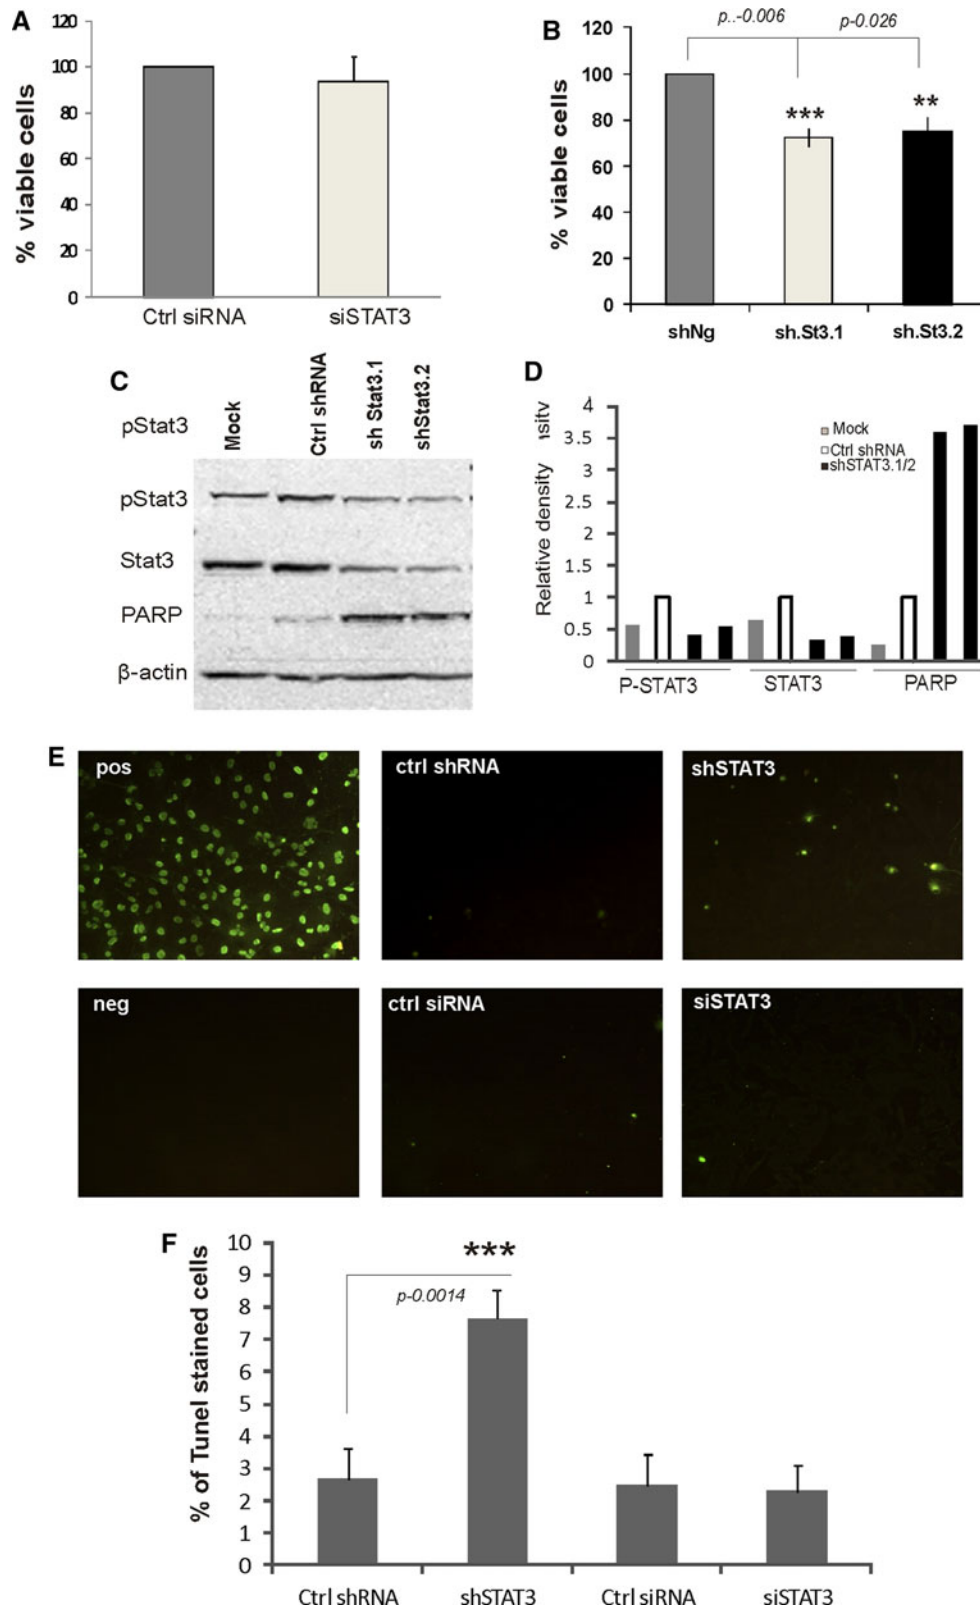 A
120
100
80
60
40
20
0
% viable cells
Ctrl siRNA
siSTAT3
B
p..-0.006
p-0.026
120
100
80
60
40
20
0
% viable cells
***
**
shNg
sh.St3.1
sh.St3.2
C
pStat3
Mock
Ctrl shRNA
sh Stat3.1
shStat3.2
pStat3
Stat3
PARP
β-actin
D
4
3.5
3
2.5
2
1.5
1
0.5
0
Relative density
nsity
Mock
Ctrl shRNA
shSTAT3.1/2
P-STAT3
STAT3
PARP
E
pos
ctrl shRNA
shSTAT3
neg
ctrl siRNA
siSTAT3
F
10
9
8
7
6
5
4
3
2
1
0
% of Tunel stained cells
***
p-0.0014
Ctrl shRNA
shSTAT3
Ctrl siRNA
siSTAT3